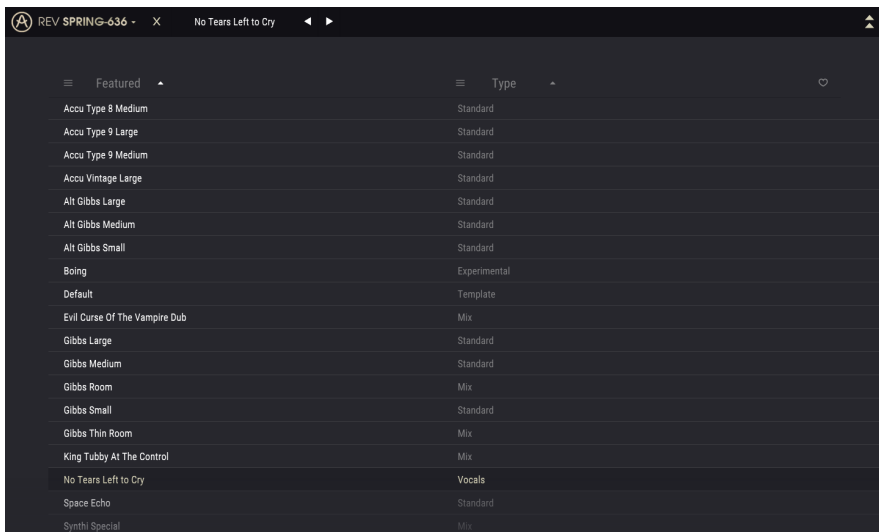 REV SPRING-636 X No Tears Left to Cry
Featured Type
Accu Type 8 Medium Standard
Accu Type 9 Large Standard
Accu Type 9 Medium Standard
Accu Vintage Large Standard
Alt Gibbs Large Standard
Alt Gibbs Medium Standard
Alt Gibbs Small Standard
Boing Experimental
Default Template
Evil Curse Of The Vampire Dub Mix
Gibbs Large Standard
Gibbs Medium Standard
Gibbs Room Mix
Gibbs Small Standard
Gibbs Thin Room Mix
King Tubby At The Control Mix
No Tears Left to Cry Vocals
Space Echo Standard
Synthi Special Mix